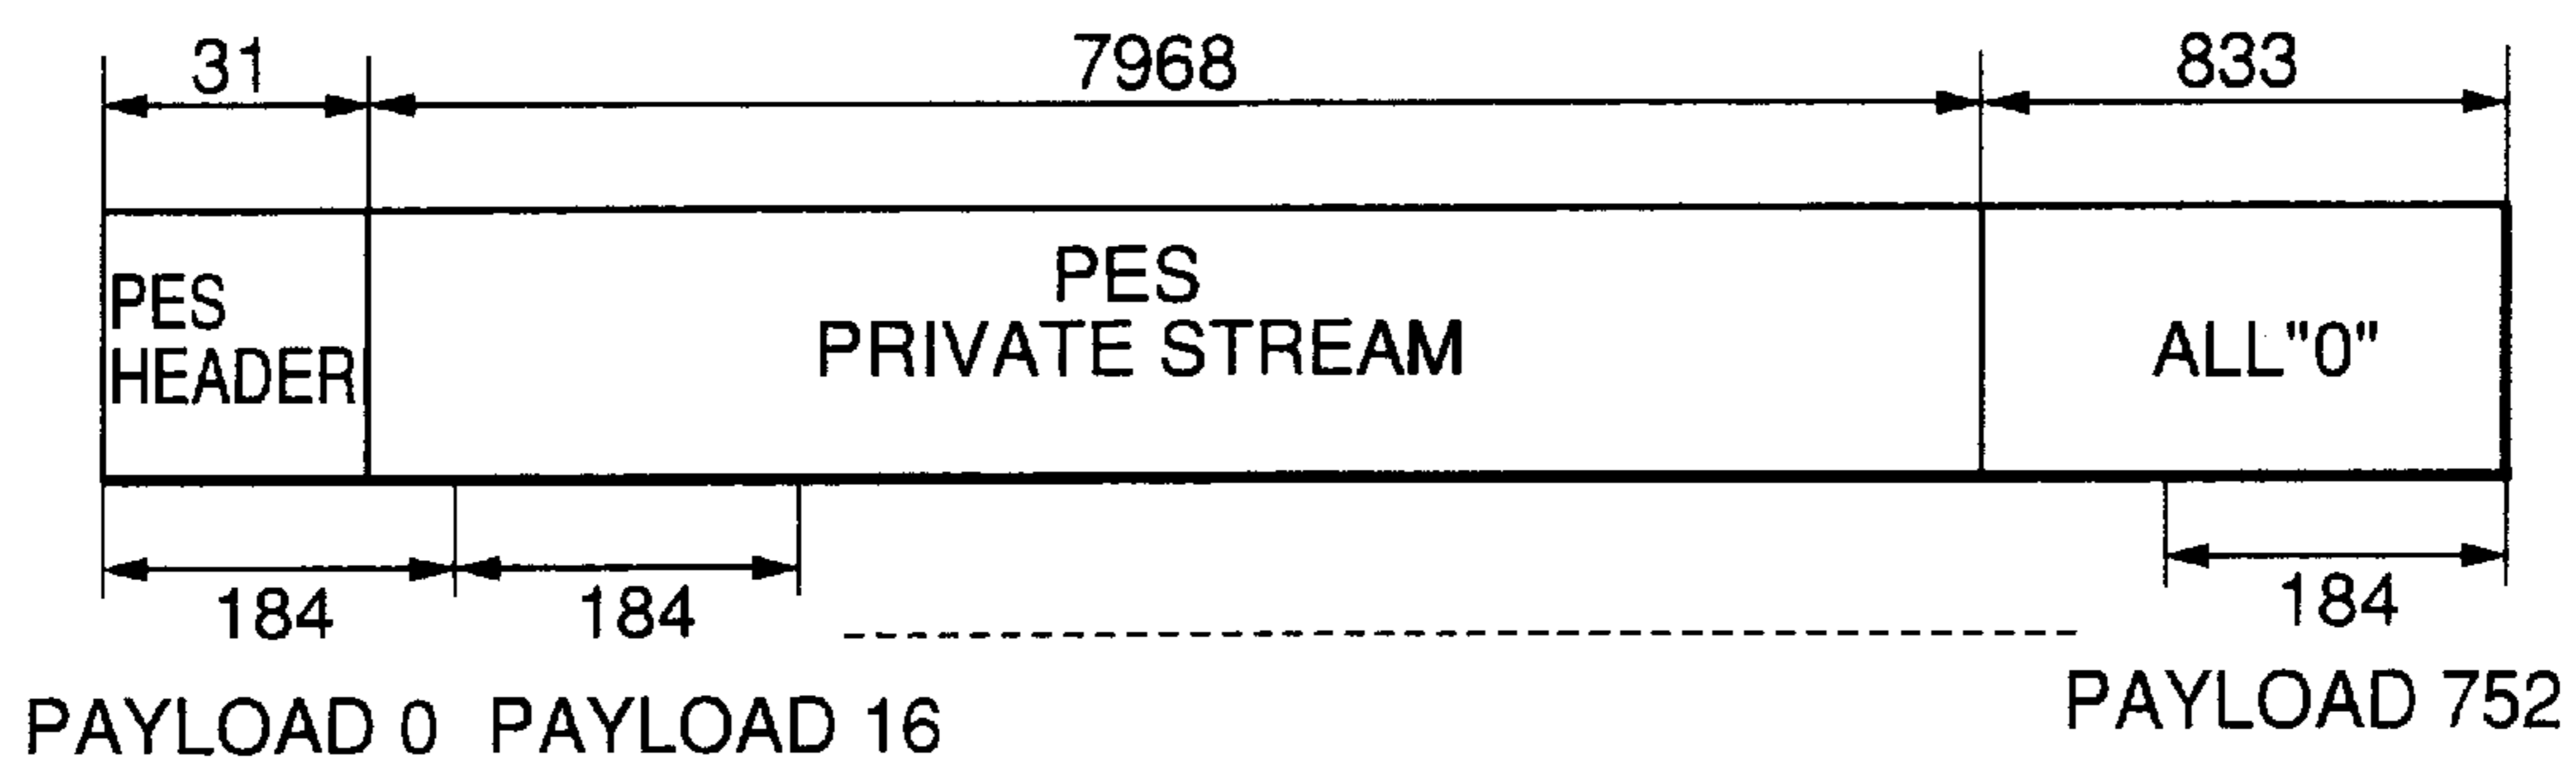 31 7968 833
PES
HEADER
PES
PRIVATE STREAM
ALL"0"
184 184 184
PAYLOAD 0 PAYLOAD 16 PAYLOAD 752